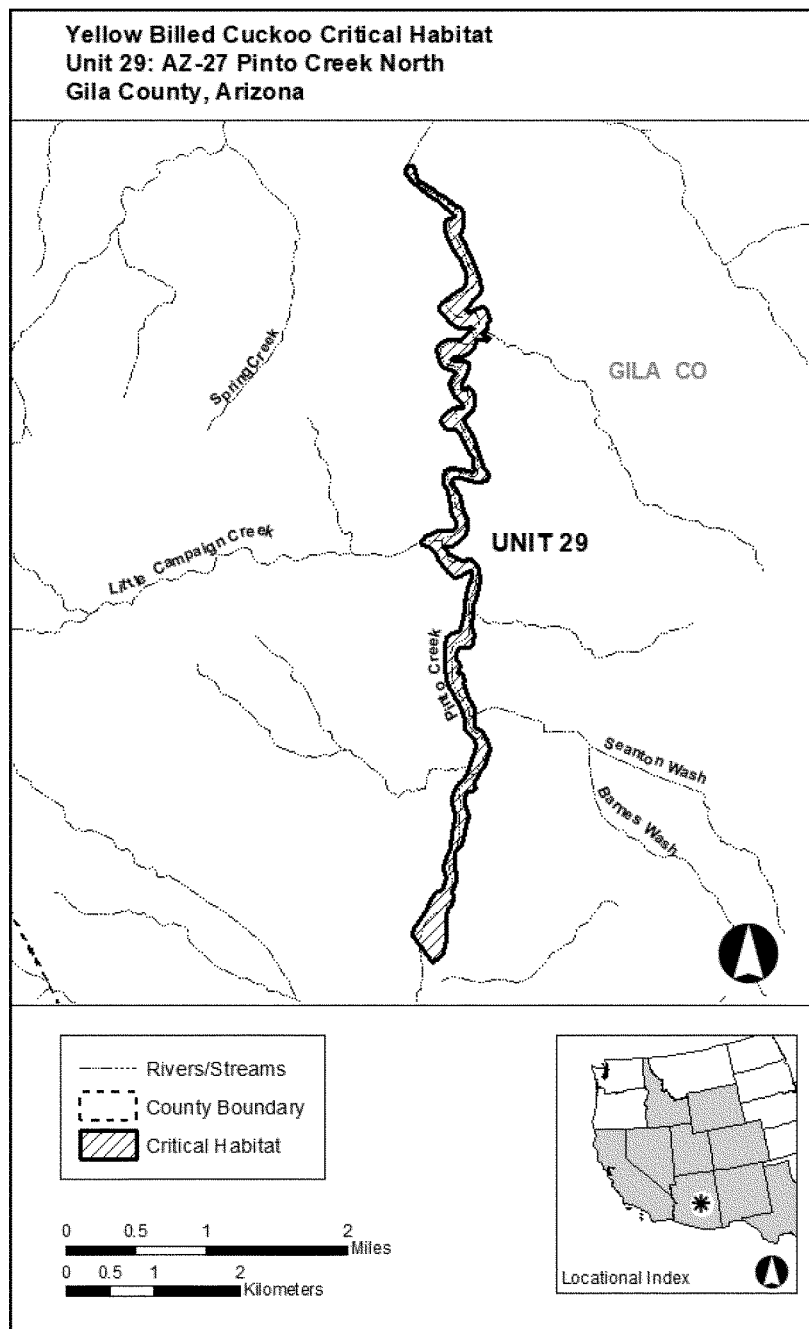 Yellow Billed Cuckoo Critical Habitat
Unit 29: AZ-27 Pinto Creek North
Gila County, Arizona
Spring Creek
GILA CO
Little Campaign Creek
UNIT 29
Pinto Creek
Seanton Wash
Barnes Wash
Rivers/Streams
County Boundary
Critical Habitat
0 0.5 1 2
Miles
0 0.5 1 2
Kilometers
Locational Index